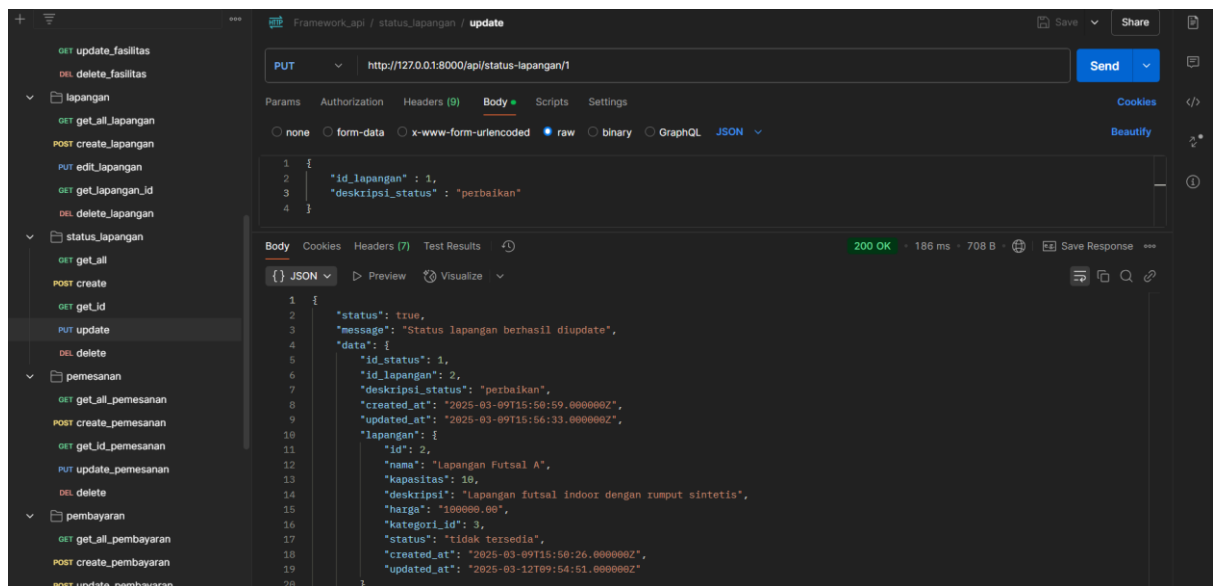 Framework_api / status_lapangan / update
Save
Share
GET update_fasilitas
DEL delete_fasilitas
lapangan
GET get_all_lapangan
POST create_lapangan
PUT edit_lapangan
GET get_lapangan_id
DEL delete_lapangan
status_lapangan
GET get_all
POST create
GET get_id
PUT update
DEL delete
pemesanan
GET get_all_pemesanan
POST create_pemesanan
GET get_id_pemesanan
PUT update_pemesanan
DEL delete
pembayaran
GET get_all_pembayaran
POST create_pembayaran
POST update_pembayaran
PUT http://127.0.0.1:8000/api/status-lapangan/1 Send
Params Authorization Headers (9) Body Scripts Settings Cookies
none form-data x-www-form-urlencoded raw binary GraphQL JSON Beautify
1 {
2 "id_lapangan" : 1,
3 "deskripsi_status" : "perbaikan"
4 }
Body Cookies Headers (7) Test Results 200 OK 186 ms 708 B Save Response
{} JSON Preview Visualize
1 {
2 "status": true,
3 "message": "Status lapangan berhasil diupdate",
4 "data": {
5 "id_status": 1,
6 "id_lapangan": 2,
7 "deskripsi_status": "perbaikan",
8 "created_at": "2025-03-09T15:50:59.000000Z",
9 "updated_at": "2025-03-09T15:56:33.000000Z",
10 "lapangan": {
11 "id": 2,
12 "nama": "Lapangan Futsal A",
13 "kapasitas": 10,
14 "deskripsi": "Lapangan futsal indoor dengan rumput sintetis",
15 "harga": "100000.00",
16 "kategori_id": 3,
17 "status": "tidak tersedia",
18 "created_at": "2025-03-09T15:50:26.000000Z",
19 "updated_at": "2025-03-12T09:54:51.000000Z"
20 }